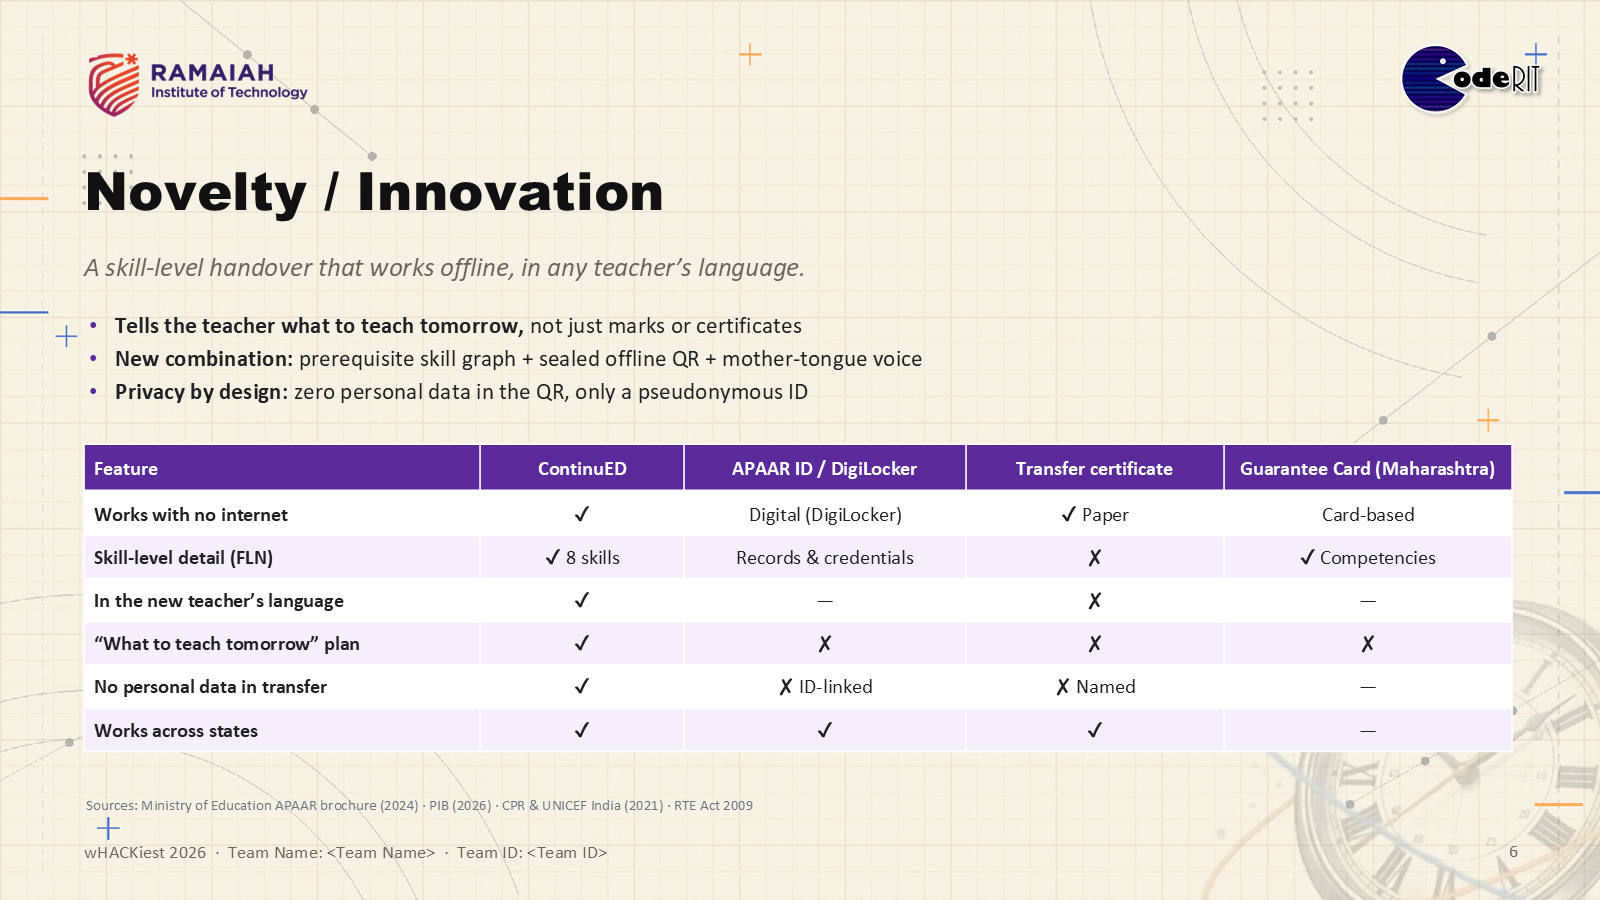 RAMAIAH
Institute of Technology
odeRIT
Novelty / Innovation
A skill-level handover that works offline, in any teacher’s language.
• Tells the teacher what to teach tomorrow, not just marks or certificates
• New combination: prerequisite skill graph + sealed offline QR + mother-tongue voice
• Privacy by design: zero personal data in the QR, only a pseudonymous ID
Feature ContinuED APAAR ID / DigiLocker Transfer certificate Guarantee Card (Maharashtra)
Works with no internet ✓ Digital (DigiLocker) ✓ Paper Card-based
Skill-level detail (FLN) ✓ 8 skills Records & credentials ✗ ✓ Competencies
In the new teacher’s language ✓ — ✗ —
“What to teach tomorrow” plan ✓ ✗ ✗ ✗
No personal data in transfer ✓ ✗ ID-linked ✗ Named —
Works across states ✓ ✓ ✓ —
Sources: Ministry of Education APAAR brochure (2024) · PIB (2026) · CPR & UNICEF India (2021) · RTE Act 2009
wHACKiest 2026 · Team Name: <Team Name> · Team ID: <Team ID>
6